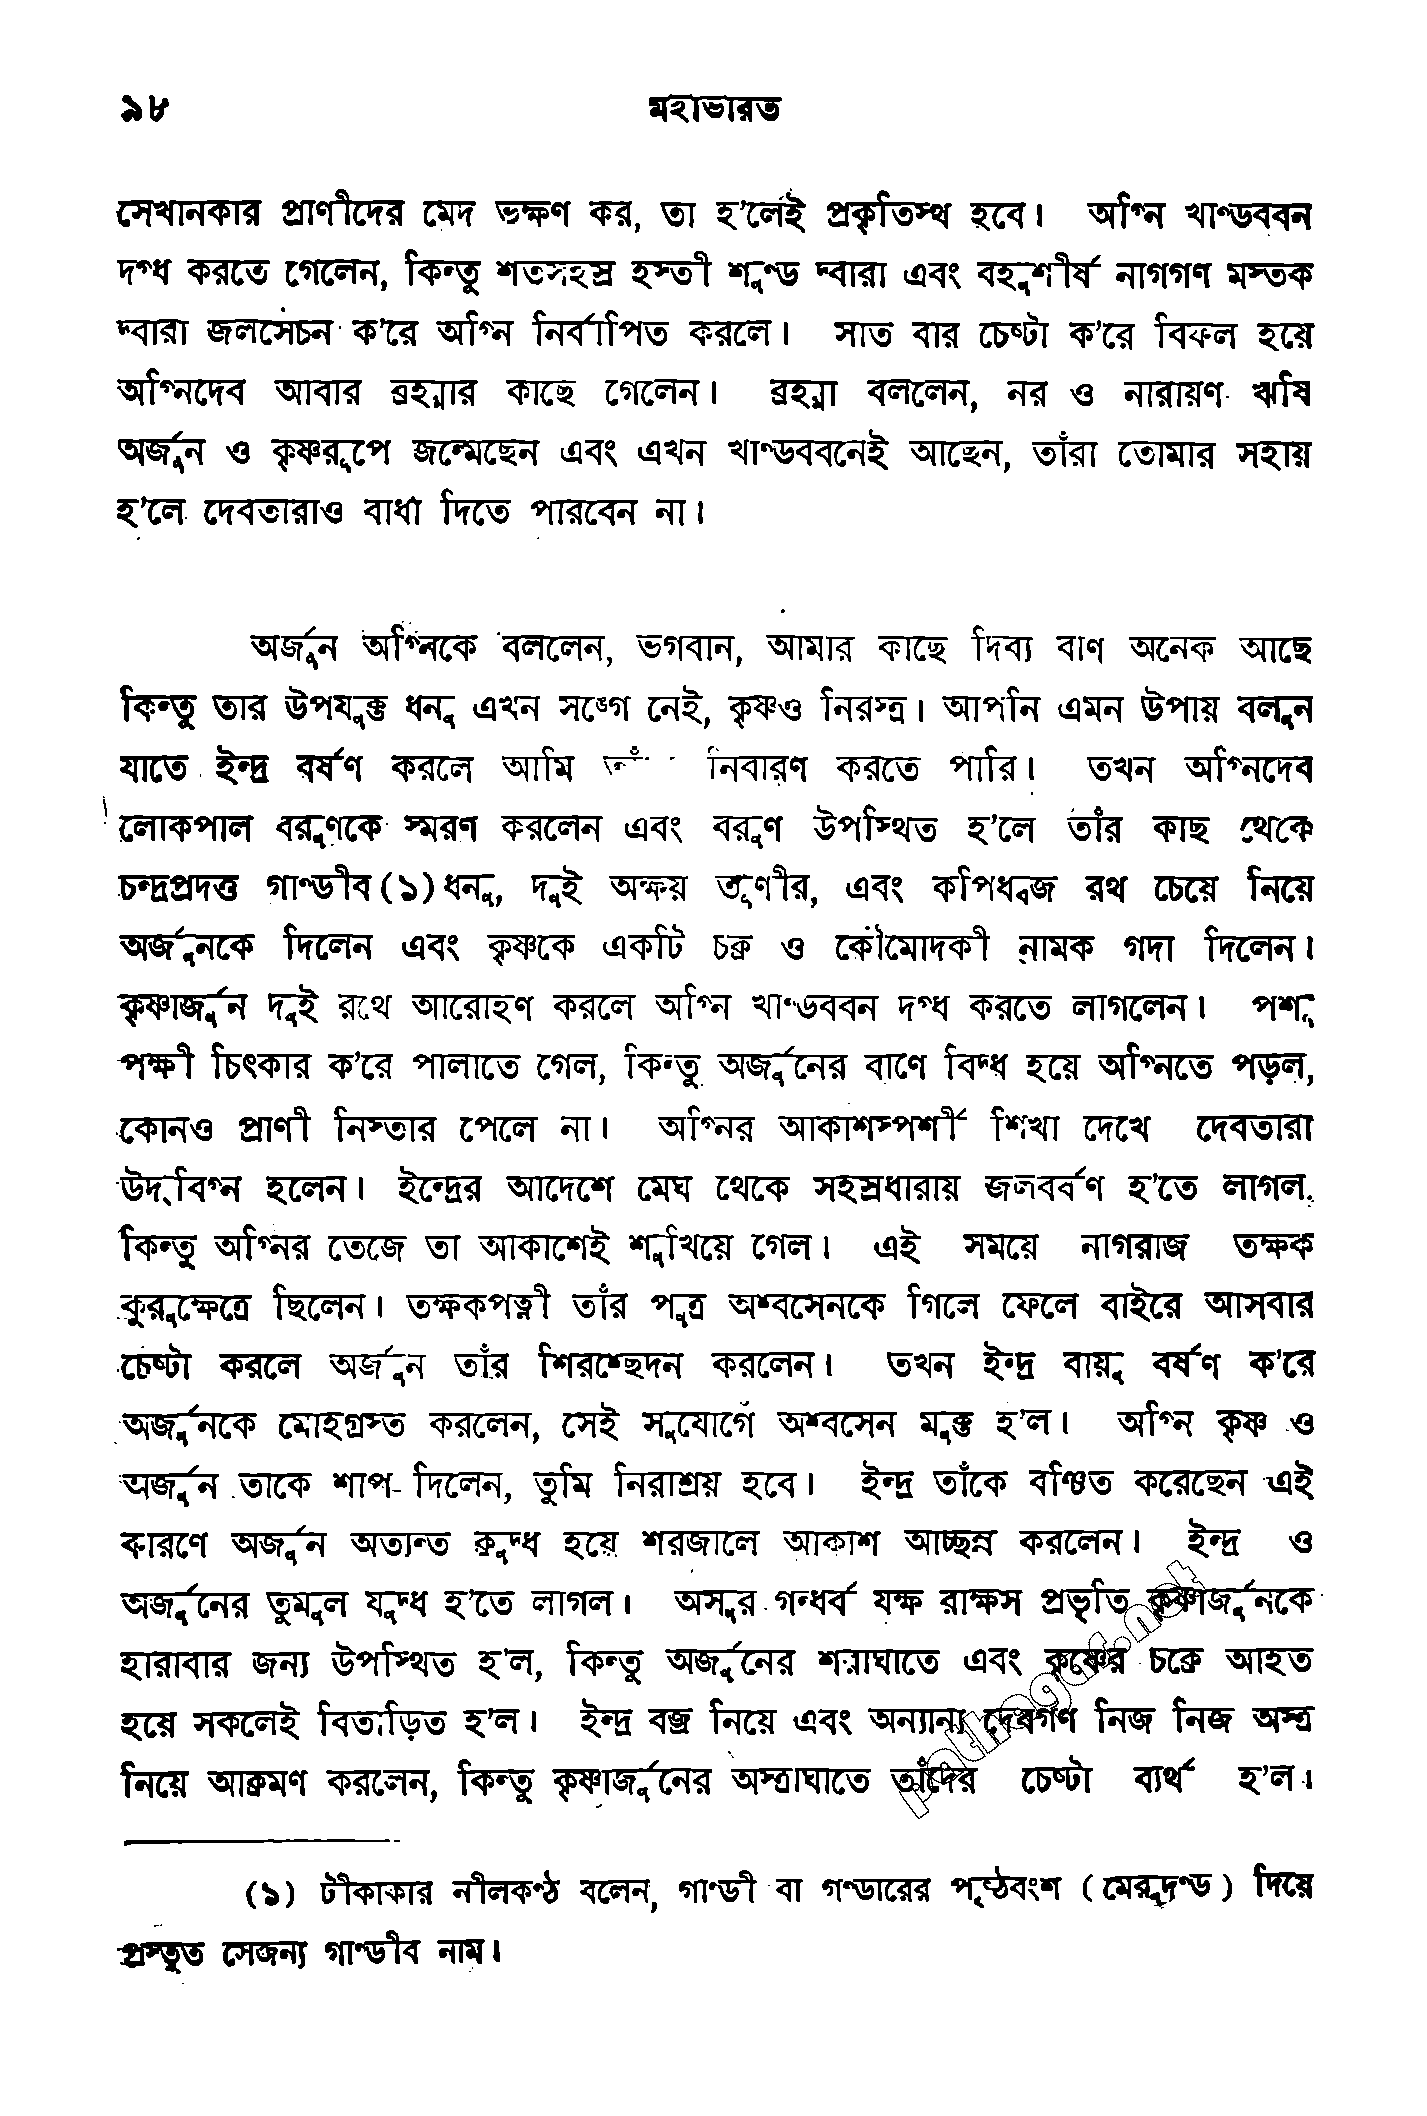 ৯৮ মহাভারত
সেখানকার প্রাণীদের মেদ ভক্ষণ কর, তা হ'লেই প্রকৃতিস্থ হবে। অগ্নি খাণ্ডববন
দগ্ধ করতে গেলেন, কিন্তু শতসহস্র হস্তী শুণ্ড দ্বারা এবং বহুশীর্ষ নাগগণ মস্তক
দ্বারা জলসেচন ক'রে অগ্নি নির্বাপিত করলে। সাত বার চেষ্টা ক'রে বিফল হয়ে
অগ্নিদেব আবার ব্রহ্মার কাছে গেলেন। ব্রহ্মা বললেন, নর ও নারায়ণ ঋষি
অর্জুন ও কৃষ্ণরূপে জন্মেছেন এবং এখন খাণ্ডববনেই আছেন, তাঁরা তোমার সহায়
হ'লে দেবতারাও বাধা দিতে পারবেন না।
অর্জুন অগ্নিকে বললেন, ভগবান, আমার কাছে দিব্য বাণ অনেক আছে
কিন্তু তার উপযুক্ত ধনু এখন সঙ্গে নেই, কৃষ্ণও নিরস্ত্র। আপনি এমন উপায় বলুন
যাতে ইন্দ্র বর্ষণ করলে আমি নিবারণ করতে পারি। তখন অগ্নিদেব
লোকপাল বরুণকে স্মরণ করলেন এবং বরুণ উপস্থিত হ'লে তাঁর কাছ থেকে
চন্দ্রপ্রদত্ত গাণ্ডীব(১)ধনু, দুই অক্ষয় তূণীর, এবং কপিধ্বজ রথ চেয়ে নিয়ে
অর্জুনকে দিলেন এবং কৃষ্ণকে একটি চক্র ও কৌমোদকী নামক গদা দিলেন।
কৃষ্ণার্জুন দুই রথে আরোহণ করলে অগ্নি খাণ্ডববন দগ্ধ করতে লাগলেন। পশু
পক্ষী চিৎকার ক'রে পালাতে গেল, কিন্তু অর্জুনের বাণে বিদ্ধ হয়ে অগ্নিতে পড়ল,
কোনও প্রাণী নিস্তার পেলে না। অগ্নির আকাশস্পর্শী শিখা দেখে দেবতারা
উদ্‌বিগ্ন হলেন। ইন্দ্রের আদেশে মেঘ থেকে সহস্রধারায় জলবর্ষণ হ'তে লাগল,
কিন্তু অগ্নির তেজে তা আকাশেই শুখিয়ে গেল। এই সময়ে নাগরাজ তক্ষক
কুরুক্ষেত্রে ছিলেন। তক্ষকপত্নী তাঁর পুত্র অশ্বসেনকে গিলে ফেলে বাইরে আসবার
চেষ্টা করলে অর্জুন তাঁর শিরশ্ছেদন করলেন। তখন ইন্দ্র বায়ু বর্ষণ ক'রে
অর্জুনকে মোহগ্রস্ত করলেন, সেই সুযোগে অশ্বসেন মুক্ত হ'ল। অগ্নি কৃষ্ণ ও
অর্জুন তাকে শাপ দিলেন, তুমি নিরাশ্রয় হবে। ইন্দ্র তাঁকে বঞ্চিত করেছেন এই
কারণে অর্জুন অত্যন্ত ক্রুদ্ধ হয়ে শরজালে আকাশ আচ্ছন্ন করলেন। ইন্দ্র ও
অর্জুনের তুমুল যুদ্ধ হ'তে লাগল। অসুর গন্ধর্ব যক্ষ রাক্ষস প্রভৃতি কৃষ্ণার্জুনকে
হারাবার জন্য উপস্থিত হ'ল, কিন্তু অর্জুনের শরাঘাতে এবং কৃষ্ণের চক্রে আহত
হয়ে সকলেই বিতাড়িত হ'ল। ইন্দ্র বজ্র নিয়ে এবং অন্যান্য দেবগণ নিজ নিজ অস্ত্র
নিয়ে আক্রমণ করলেন, কিন্তু কৃষ্ণার্জুনের অস্ত্রাঘাতে তাঁদের চেষ্টা ব্যর্থ হ'ল।
(১) টীকাকার নীলকণ্ঠ বলেন, গাণ্ডী বা গণ্ডারের পৃষ্ঠবংশ (মেরুদণ্ড) দিয়ে
প্রস্তুত সেজন্য গাণ্ডীব নাম।
pathagar.net